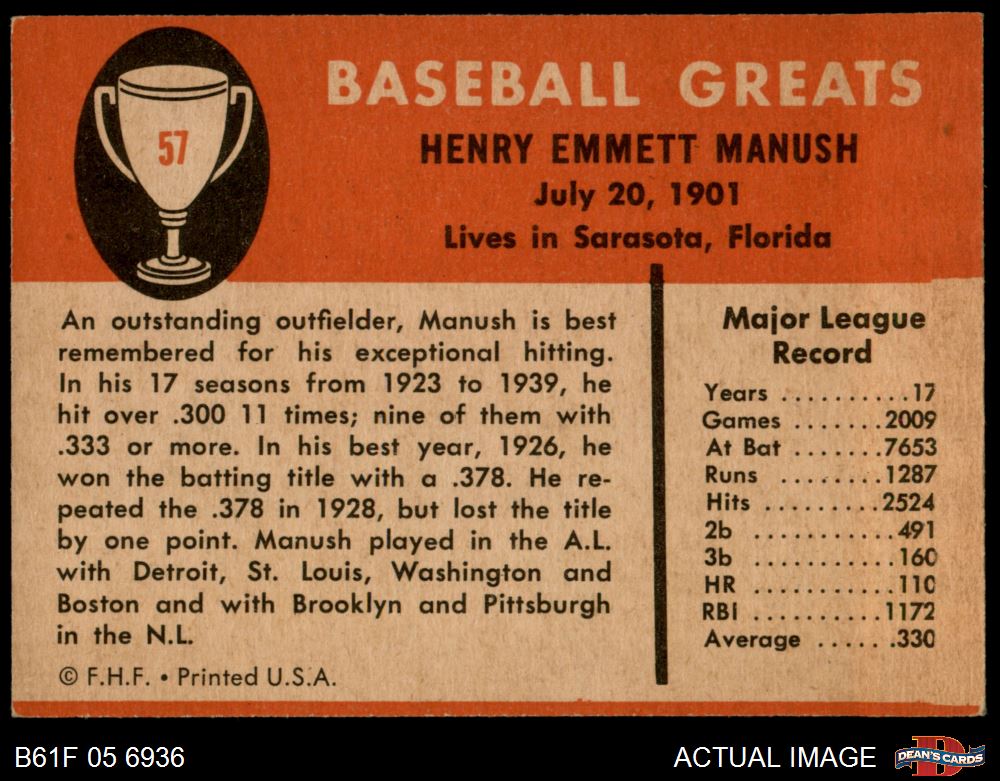 57
BASEBALL GREATS
HENRY EMMETT MANUSH
July 20, 1901
Lives in Sarasota, Florida
An outstanding outfielder, Manush is best
remembered for his exceptional hitting.
In his 17 seasons from 1923 to 1939, he
hit over .300 11 times; nine of them with
.333 or more. In his best year, 1926, he
won the batting title with a .378. He re-
peated the .378 in 1928, but lost the title
by one point. Manush played in the A.L.
with Detroit, St. Louis, Washington and
Boston and with Brooklyn and Pittsburgh
in the N.L.
© F.H.F. • Printed U.S.A.
Major League
Record
Years ..........17
Games .......2009
At Bat .......7653
Runs ........1287
Hits .........2524
2b ..........491
3b ..........160
HR ..........110
RBI ..........1172
Average ......330
B61F 05 6936
ACTUAL IMAGE
D
DEAN'S CARDS